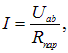 I = U_ab / R_пар,